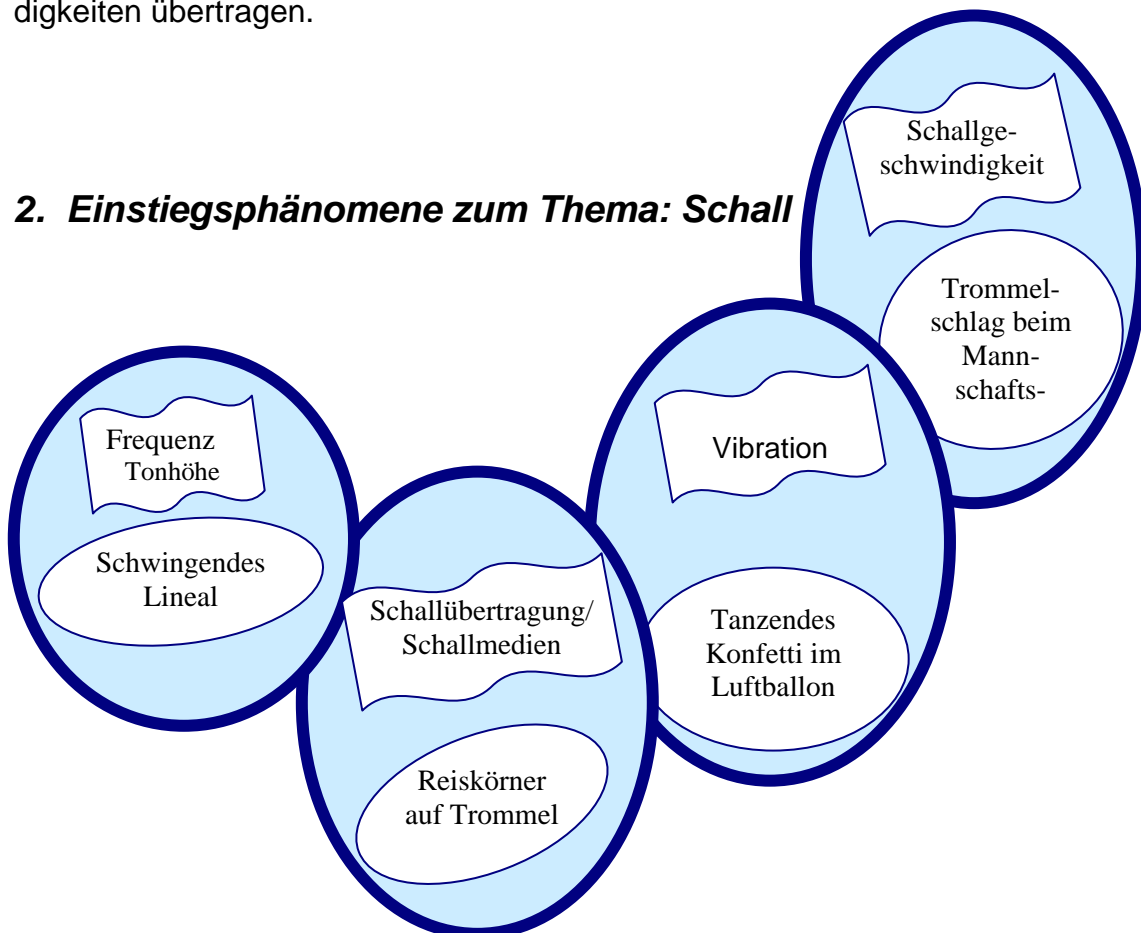 digkeiten übertragen.
2. Einstiegsphänomene zum Thema: Schall
Schallge-
schwindigkeit
Trommel-
schlag beim
Mann-
schafts-
Vibration
Tanzendes
Konfetti im
Luftballon
Frequenz
Tonhöhe
Schwingendes
Lineal
Schallübertragung/
Schallmedien
Reiskörner
auf Trommel